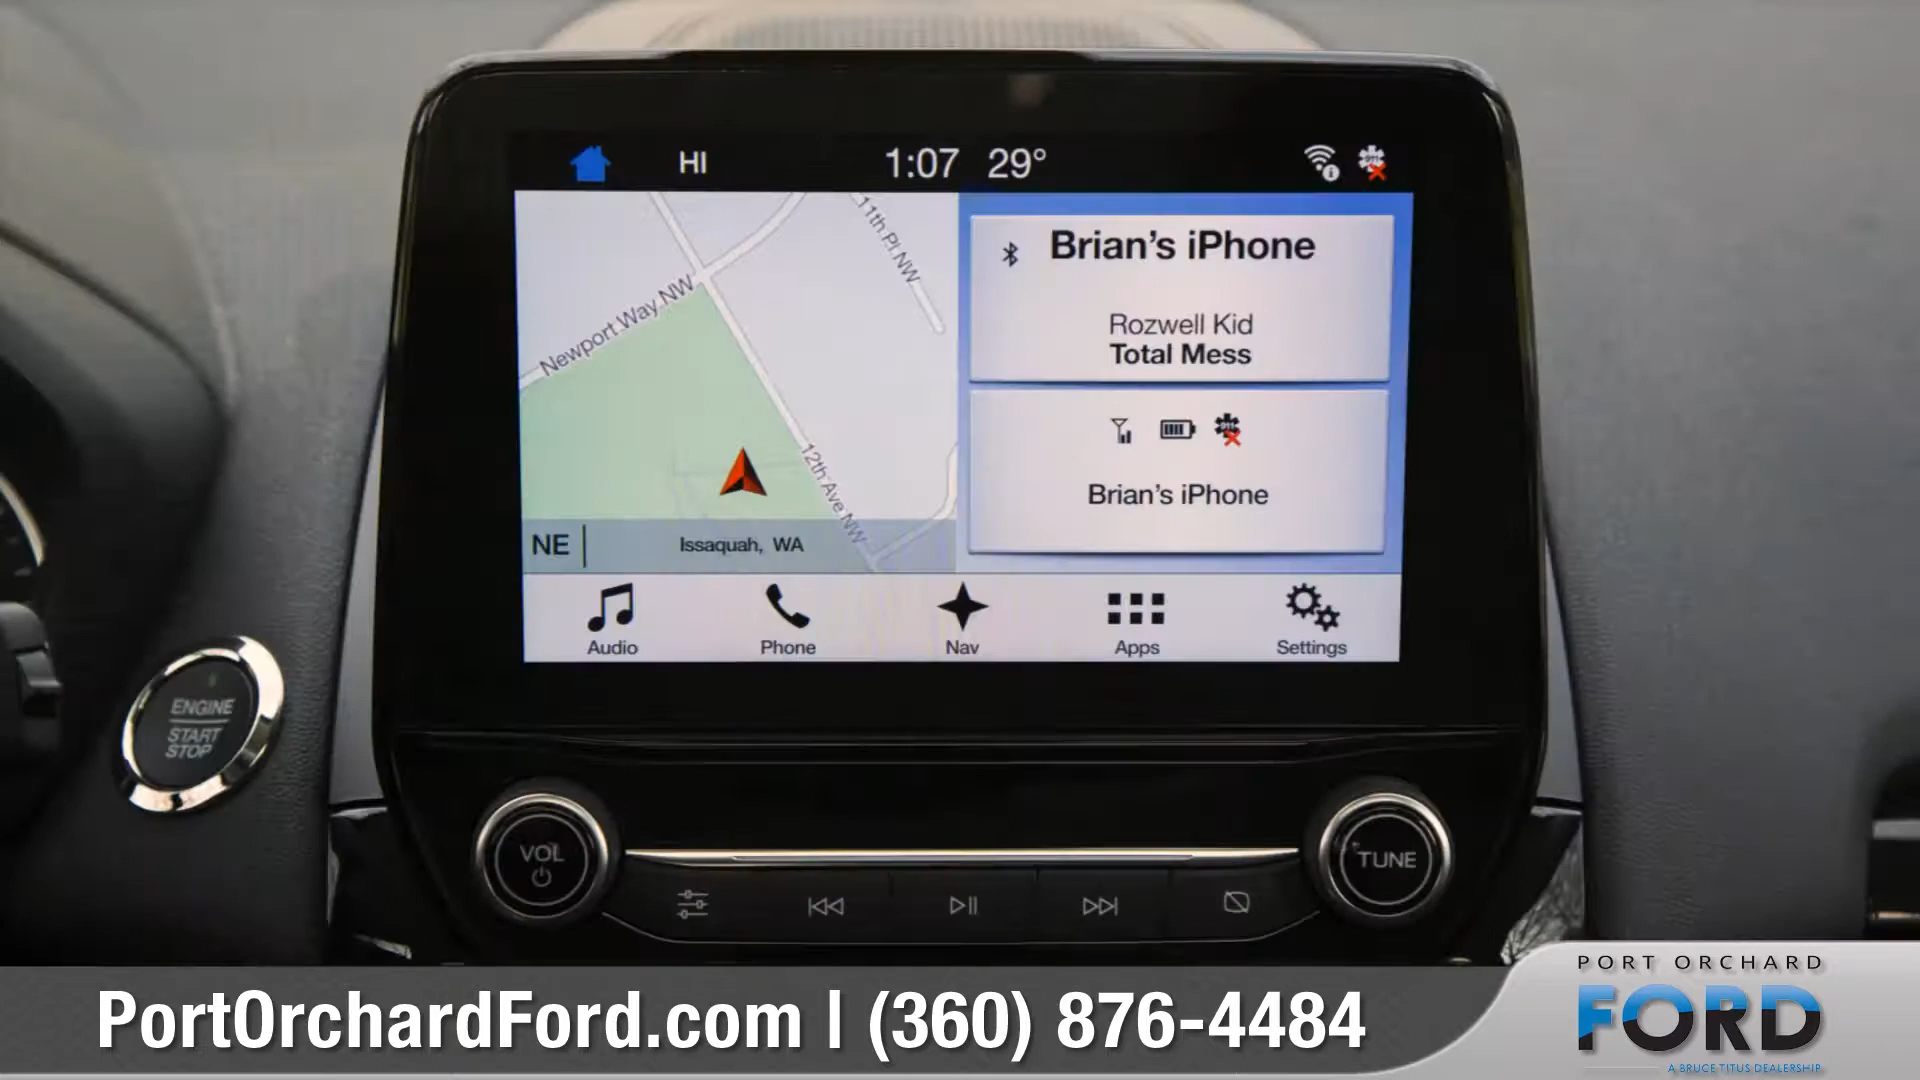 HI
1:07 29°
11th Pl NW
Newport Way NW
12th Ave NW
NE
Issaquah, WA
Brian's iPhone
Rozwell Kid
Total Mess
911
Brian's iPhone
Audio
Phone
Nav
Apps
Settings
ENGINE
START
STOP
VOL
TUNE
PortOrchardFord.com | (360) 876-4484
PORT ORCHARD
FORD
A BRUCE TITUS DEALERSHIP